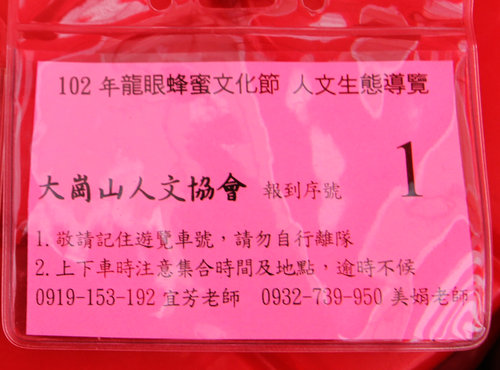 102 年龍眼蜂蜜文化節 人文生態導覽
大崗山人文協會 報到序號 1
1. 敬請記住遊覽車號，請勿自行離隊
2. 上下車時注意集合時間及地點，逾時不候
0919-153-192 宜芳老師 0932-739-950 美娟老師